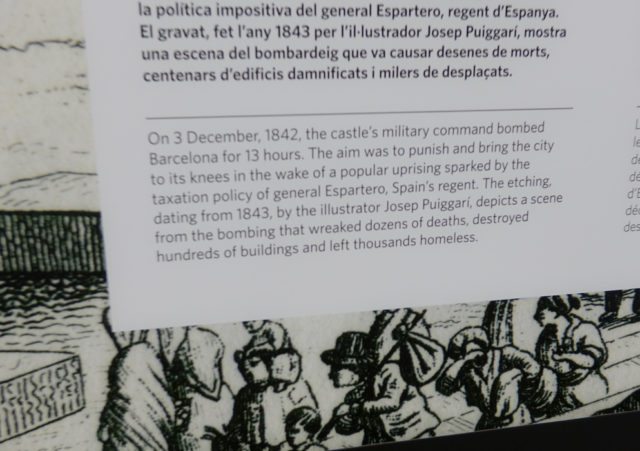 la política impositiva del general Espartero, regent d'Espanya.
El gravat, fet l'any 1843 per l'il·lustrador Josep Puiggarí, mostra
una escena del bombardeig que va causar desenes de morts,
centenars d'edificis damnificats i milers de desplaçats.
On 3 December, 1842, the castle's military command bombed
Barcelona for 13 hours. The aim was to punish and bring the city
to its knees in the wake of a popular uprising sparked by the
taxation policy of general Espartero, Spain's regent. The etching,
dating from 1843, by the illustrator Josep Puiggarí, depicts a scene
from the bombing that wreaked dozens of deaths, destroyed
hundreds of buildings and left thousands homeless.